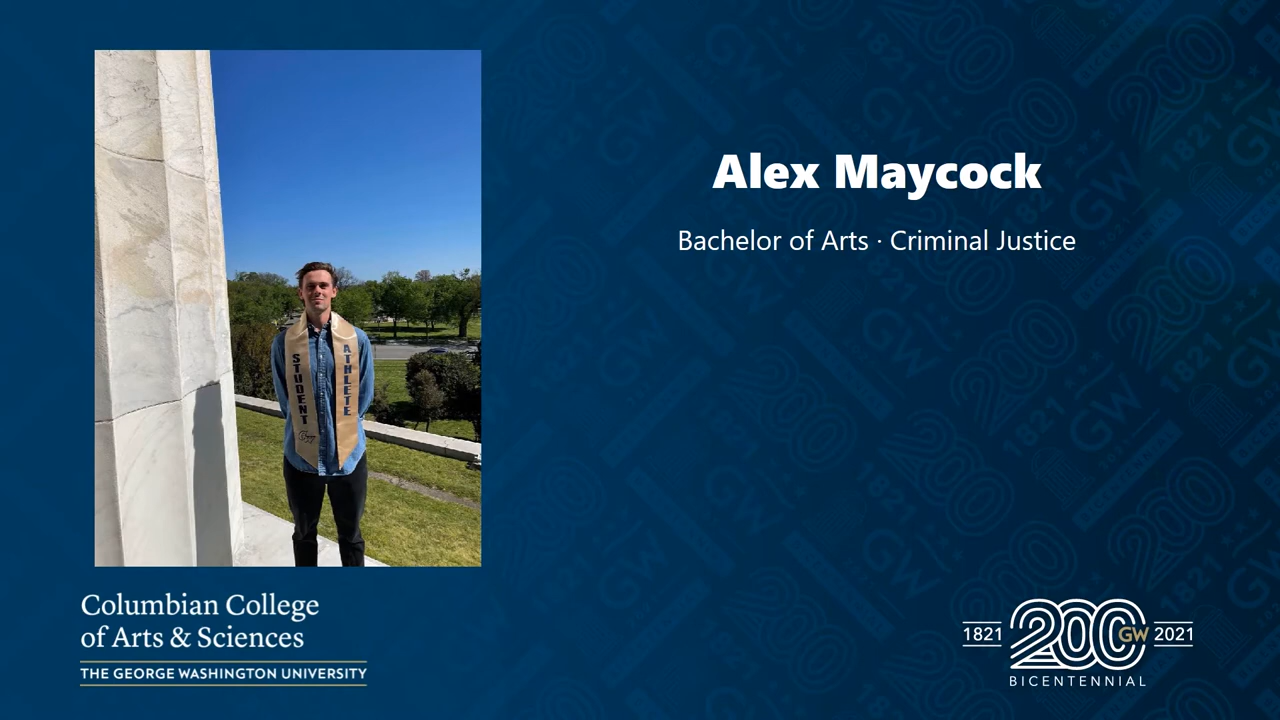 Alex Maycock
Bachelor of Arts · Criminal Justice
STUDENT
ATHLETE
Columbian College
of Arts & Sciences
THE GEORGE WASHINGTON UNIVERSITY
1821 200 GW 2021
BICENTENNIAL